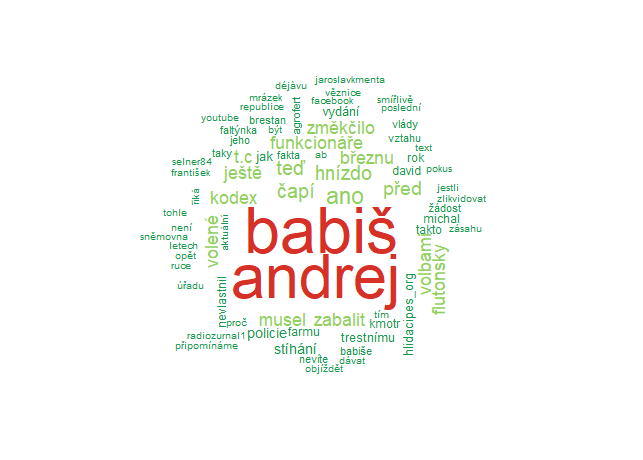 jaroslavkmenta
dějàvu
věznice
mrázek
facebook
smířlivě
republice
agrofert
vydání
poslední
youtube
brestan
změkčilo
vlády
faltýnka
být
funkcionáře
vztahu
jeho
text
taky
t.c
jak
fakta
ab
březnu
rok
selner84
ještě
teď
hnízdo
david
pokus
františek
čapí
ano
před
jestli
říká
kodex
zlikvidovat
žádost
tohle
volené
babiš
michal
není
takto
zásahu
sněmovna
aktuální
volbami
letech
flutonsky
opět
ruce
andrej
úřadu
nevlastnil
hlidacipes_org
musel
zabalit
tím
proč
kmotr
radiozurnal1
policie
farmu
trestnímu
připomínáme
stíhání
babiše
nevíte
dávat
objíždět